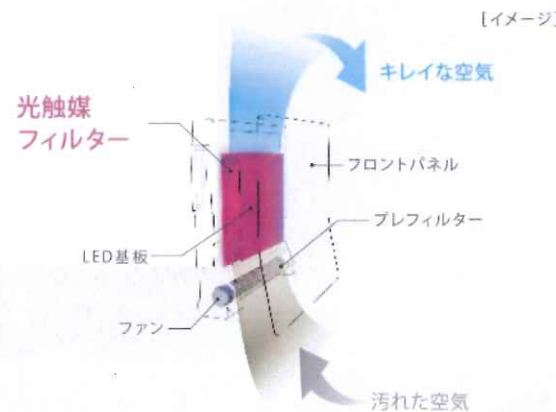 [イメージ]
キレイな空気
光触媒
フィルター
フロントパネル
プレフィルター
LED基板
ファン
汚れた空気